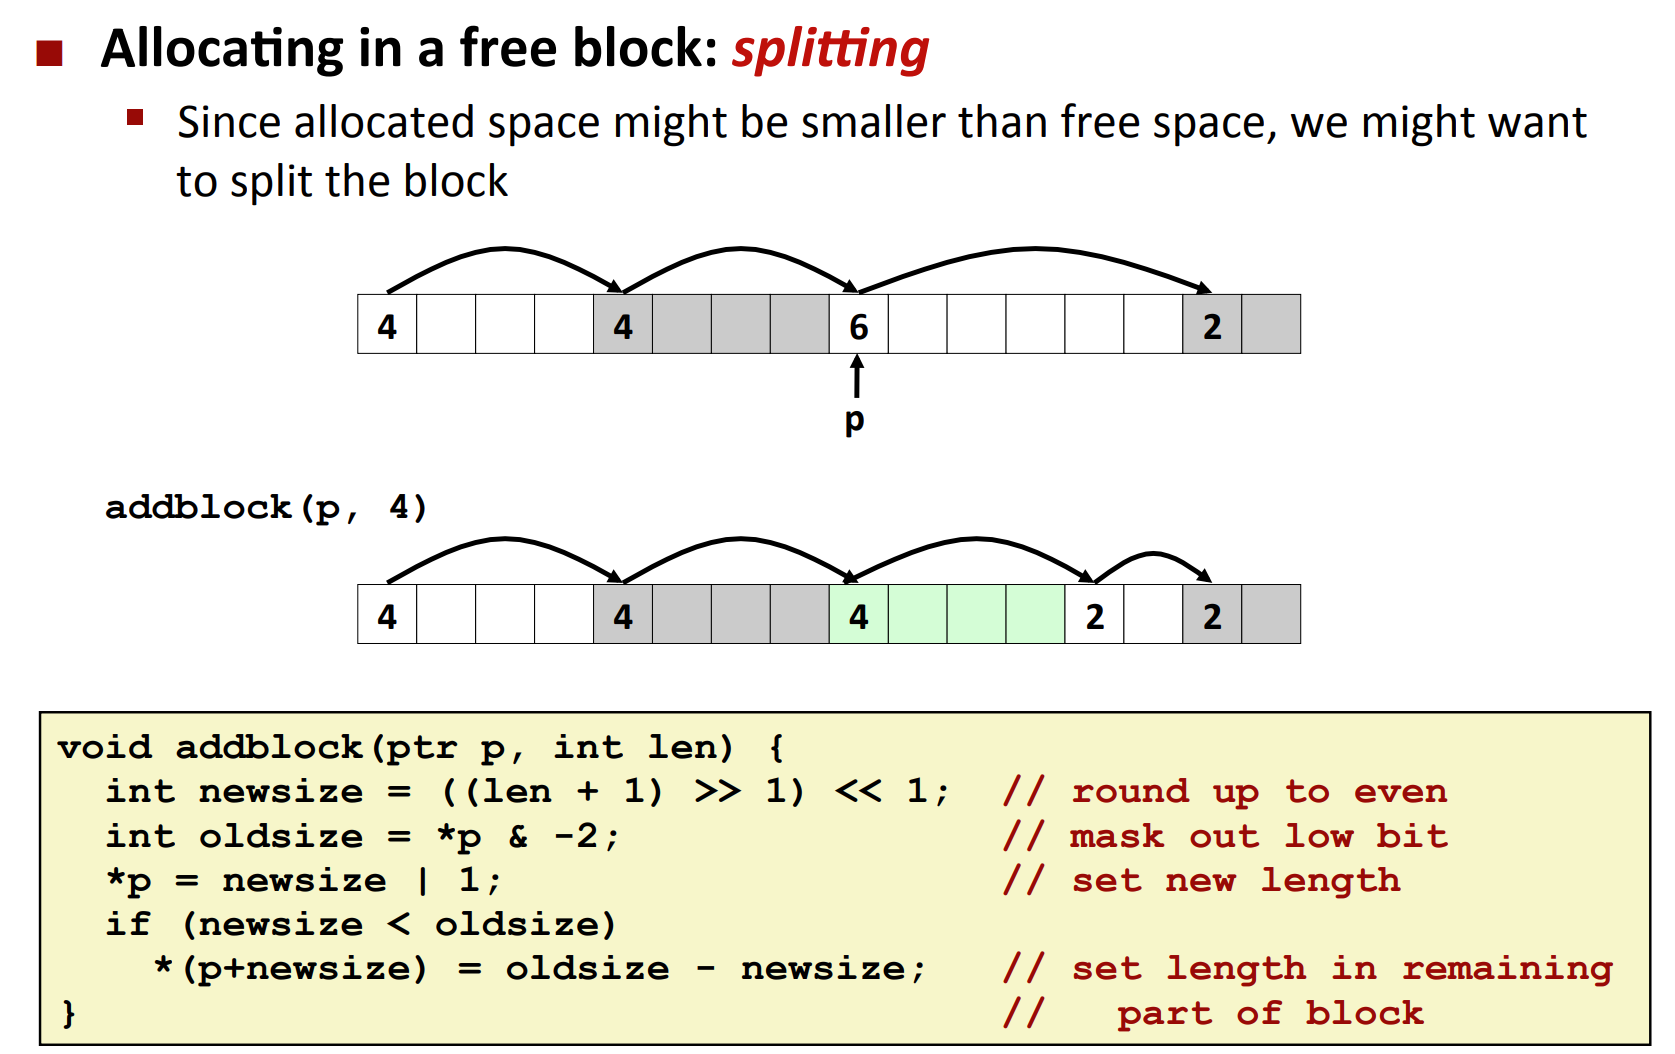 Allocating in a free block: splitting
Since allocated space might be smaller than free space, we might want
to split the block
4 4 6 2
p
addblock(p, 4)
4 4 4 2 2
void addblock(ptr p, int len) {
  int newsize = ((len + 1) >> 1) << 1;  // round up to even
  int oldsize = *p & -2;                // mask out low bit
  *p = newsize | 1;                     // set new length
  if (newsize < oldsize)
    *(p+newsize) = oldsize - newsize;   // set length in remaining
}                                       //   part of block